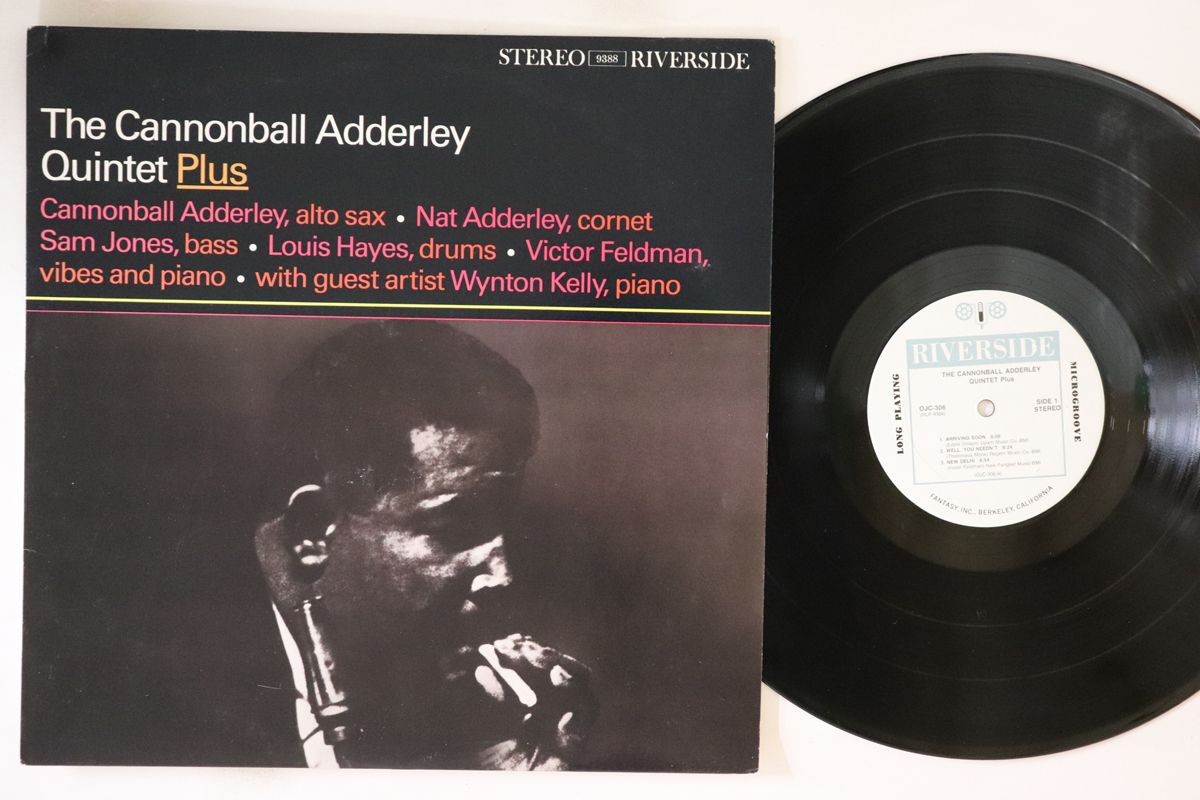 STEREO 9388 RIVERSIDE
The Cannonball Adderley
Quintet Plus
Cannonball Adderley, alto sax • Nat Adderley, cornet
Sam Jones, bass • Louis Hayes, drums • Victor Feldman,
vibes and piano • with guest artist Wynton Kelly, piano
RIVERSIDE
THE CANNONBALL ADDERLEY
QUINTET Plus
OJC-306
SIDE 1
STEREO
LONG PLAYING
MICROGROOVE
1. ARRIVING SOON
2. WELL, YOU NEEDN'T 6:24
3. NEW DELHI
FANTASY, INC., BERKELEY, CALIFORNIA